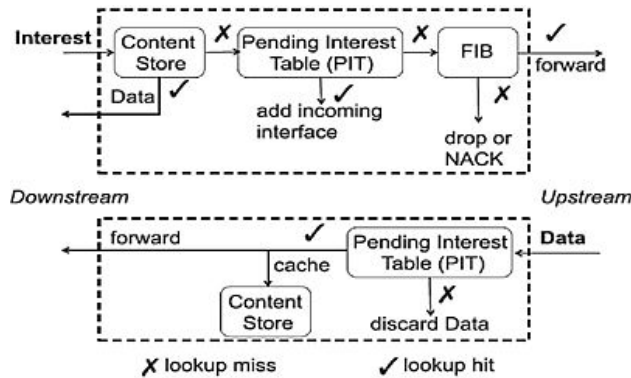 Interest
Content
Store
✗
Pending Interest
Table (PIT)
✗
FIB
✓
forward
Data
✓
✓
add incoming
interface
✗
drop or
NACK
Downstream
Upstream
forward
✓
Pending Interest
Table (PIT)
Data
cache
Content
Store
✗
discard Data
✗ lookup miss
✓ lookup hit